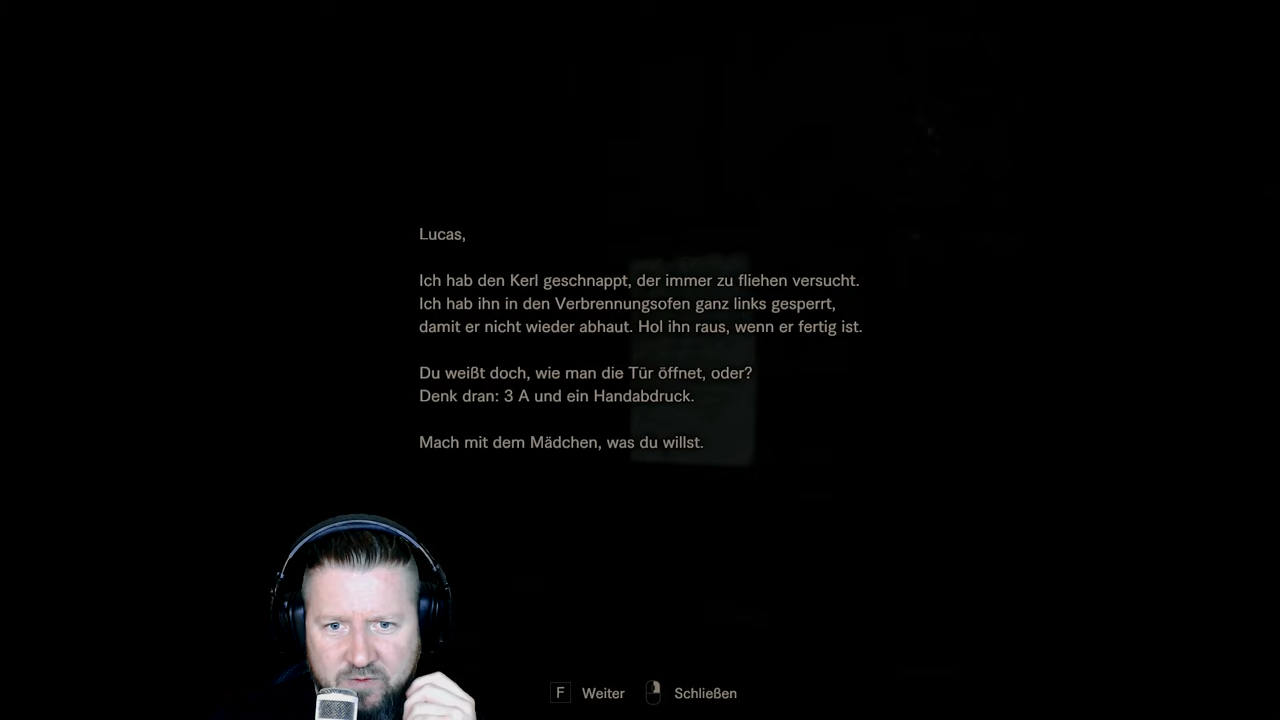 Lucas,
Ich hab den Kerl geschnappt, der immer zu fliehen versucht.
Ich hab ihn in den Verbrennungsofen ganz links gesperrt,
damit er nicht wieder abhaut. Hol ihn raus, wenn er fertig ist.
Du weißt doch, wie man die Tür öffnet, oder?
Denk dran: 3 A und ein Handabdruck.
Mach mit dem Mädchen, was du willst.
F Weiter Schließen